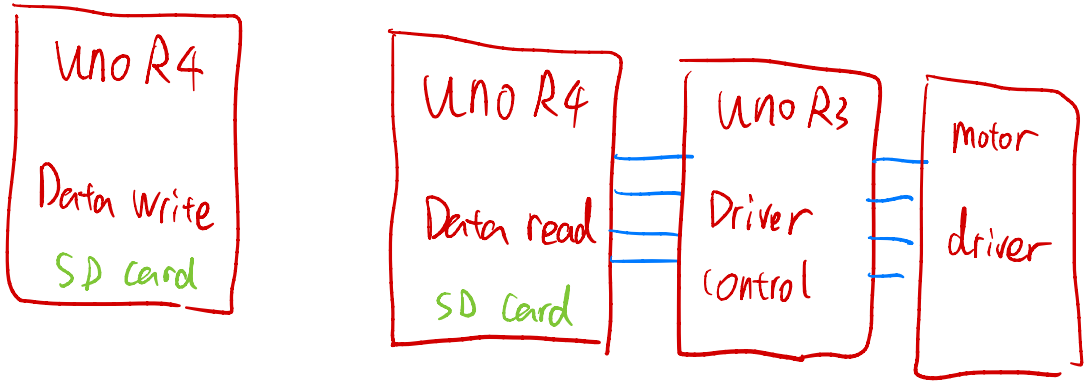 Uno R4
Data Write
SD card
Uno R4
Data read
SD card
Uno R3
Driver
control
motor
driver